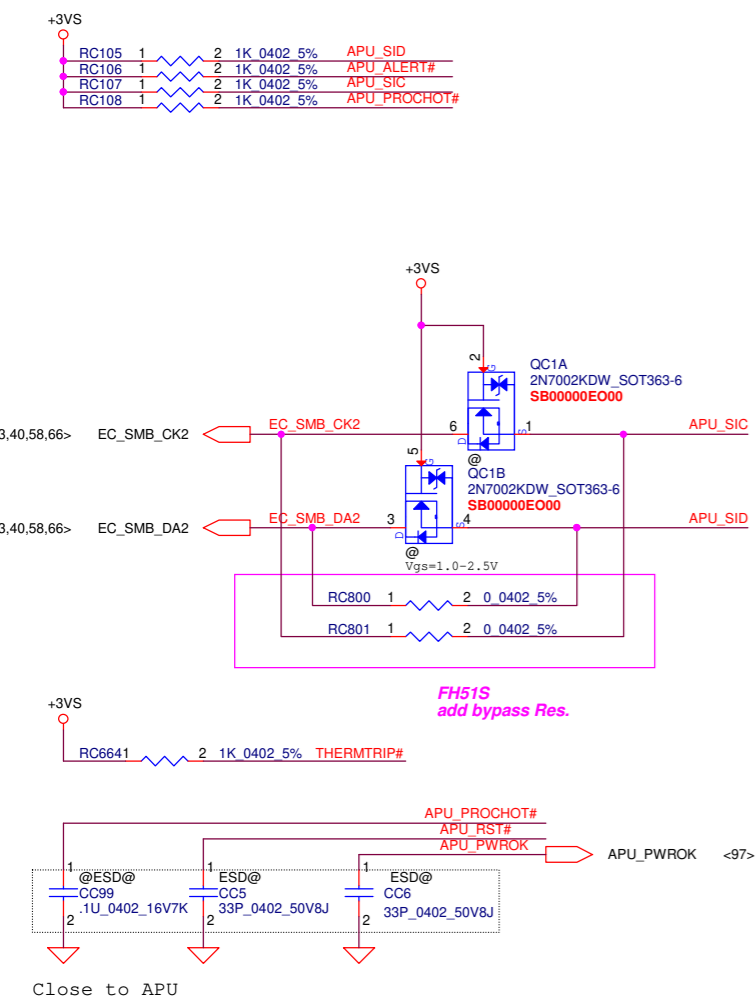 +3VS
RC105 1 2 1K_0402_5% APU_SID
RC106 1 2 1K_0402_5% APU_ALERT#
RC107 1 2 1K_0402_5% APU_SIC
RC108 1 2 1K_0402_5% APU_PROCHOT#
+3VS
2 G
QC1A
2N7002KDW_SOT363-6
SB00000EO00
3,40,58,66> EC_SMB_CK2 EC_SMB_CK2 6 D S 1 APU_SIC
@
5 G
QC1B
2N7002KDW_SOT363-6
SB00000EO00
3,40,58,66> EC_SMB_DA2 EC_SMB_DA2 3 D S 4 APU_SID
@
Vgs=1.0-2.5V
RC800 1 2 0_0402_5%
RC801 1 2 0_0402_5%
FH51S
add bypass Res.
+3VS
RC6641 2 1K_0402_5% THERMTRIP#
APU_PROCHOT#
APU_RST#
APU_PWROK
APU_PWROK <97>
1 1 1
@ESD@ ESD@ ESD@
CC99 CC5 CC6
.1U_0402_16V7K 33P_0402_50V8J 33P_0402_50V8J
2 2 2
Close to APU